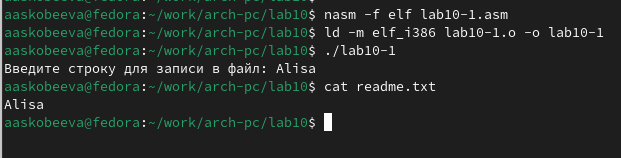 aaskobeeva@fedora:~/work/arch-pc/lab10$ nasm -f elf lab10-1.asm
aaskobeeva@fedora:~/work/arch-pc/lab10$ ld -m elf_i386 lab10-1.o -o lab10-1
aaskobeeva@fedora:~/work/arch-pc/lab10$ ./lab10-1
Введите строку для записи в файл: Alisa
aaskobeeva@fedora:~/work/arch-pc/lab10$ cat readme.txt
Alisa
aaskobeeva@fedora:~/work/arch-pc/lab10$